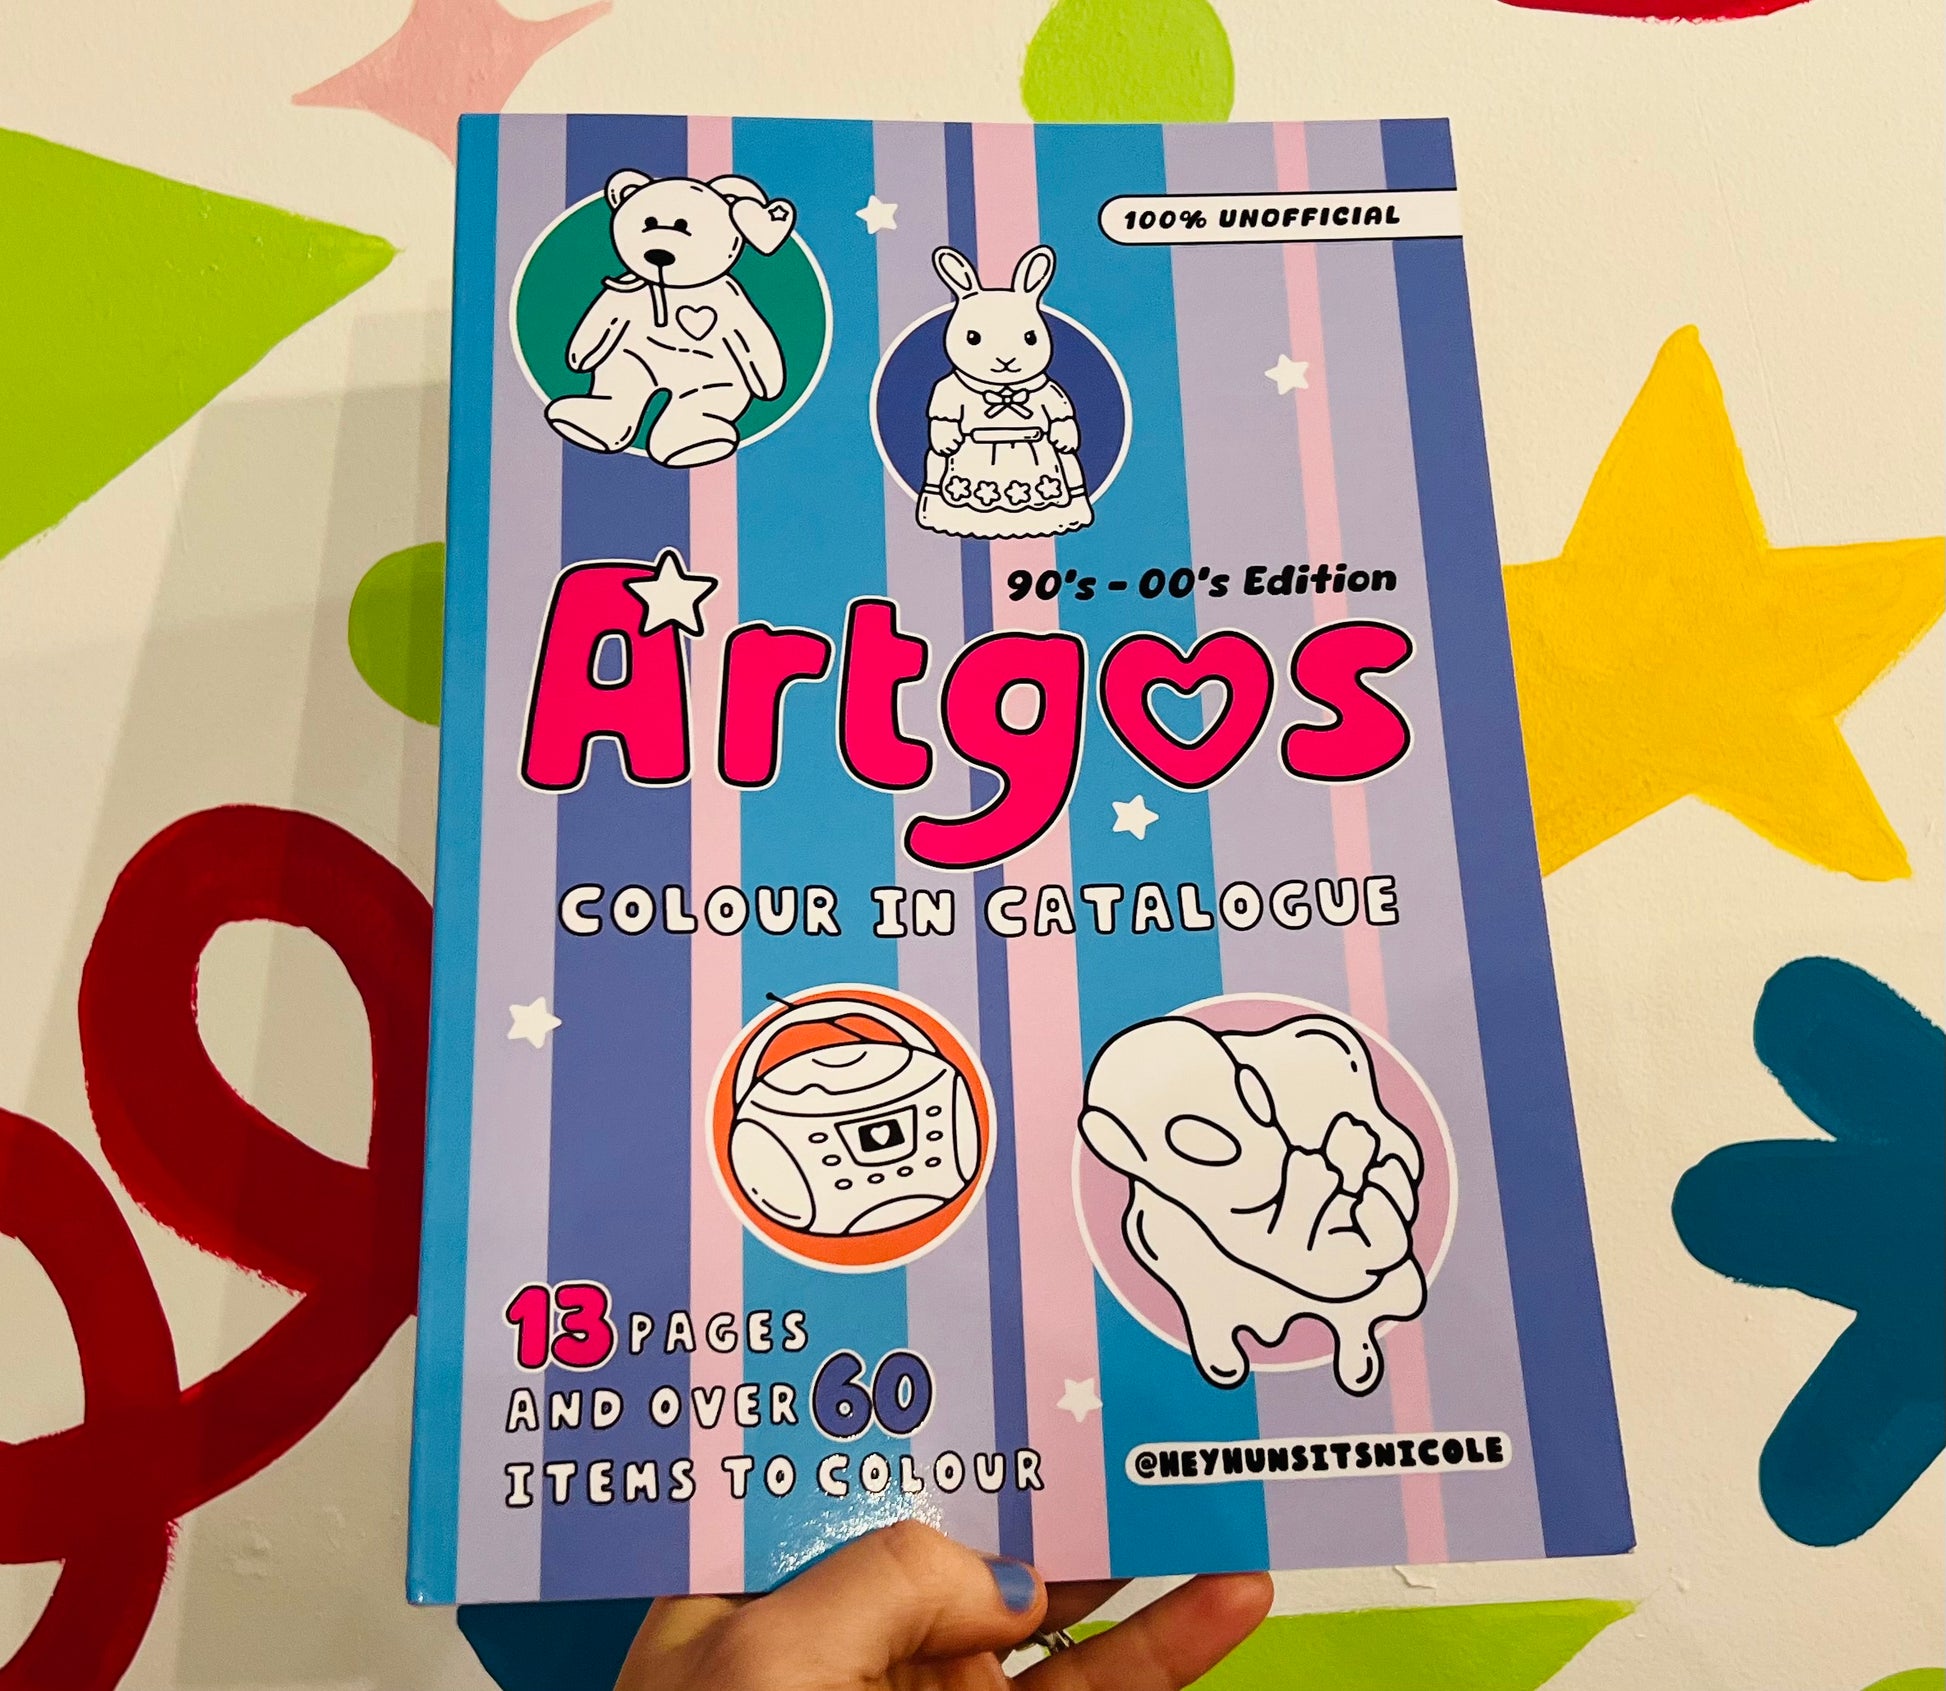 100% UNOFFICIAL
90's - 00's Edition
Artgos
COLOUR IN CATALOGUE
13 PAGES
AND OVER 60
ITEMS TO COLOUR
@HEYHUNSITSNICOLE